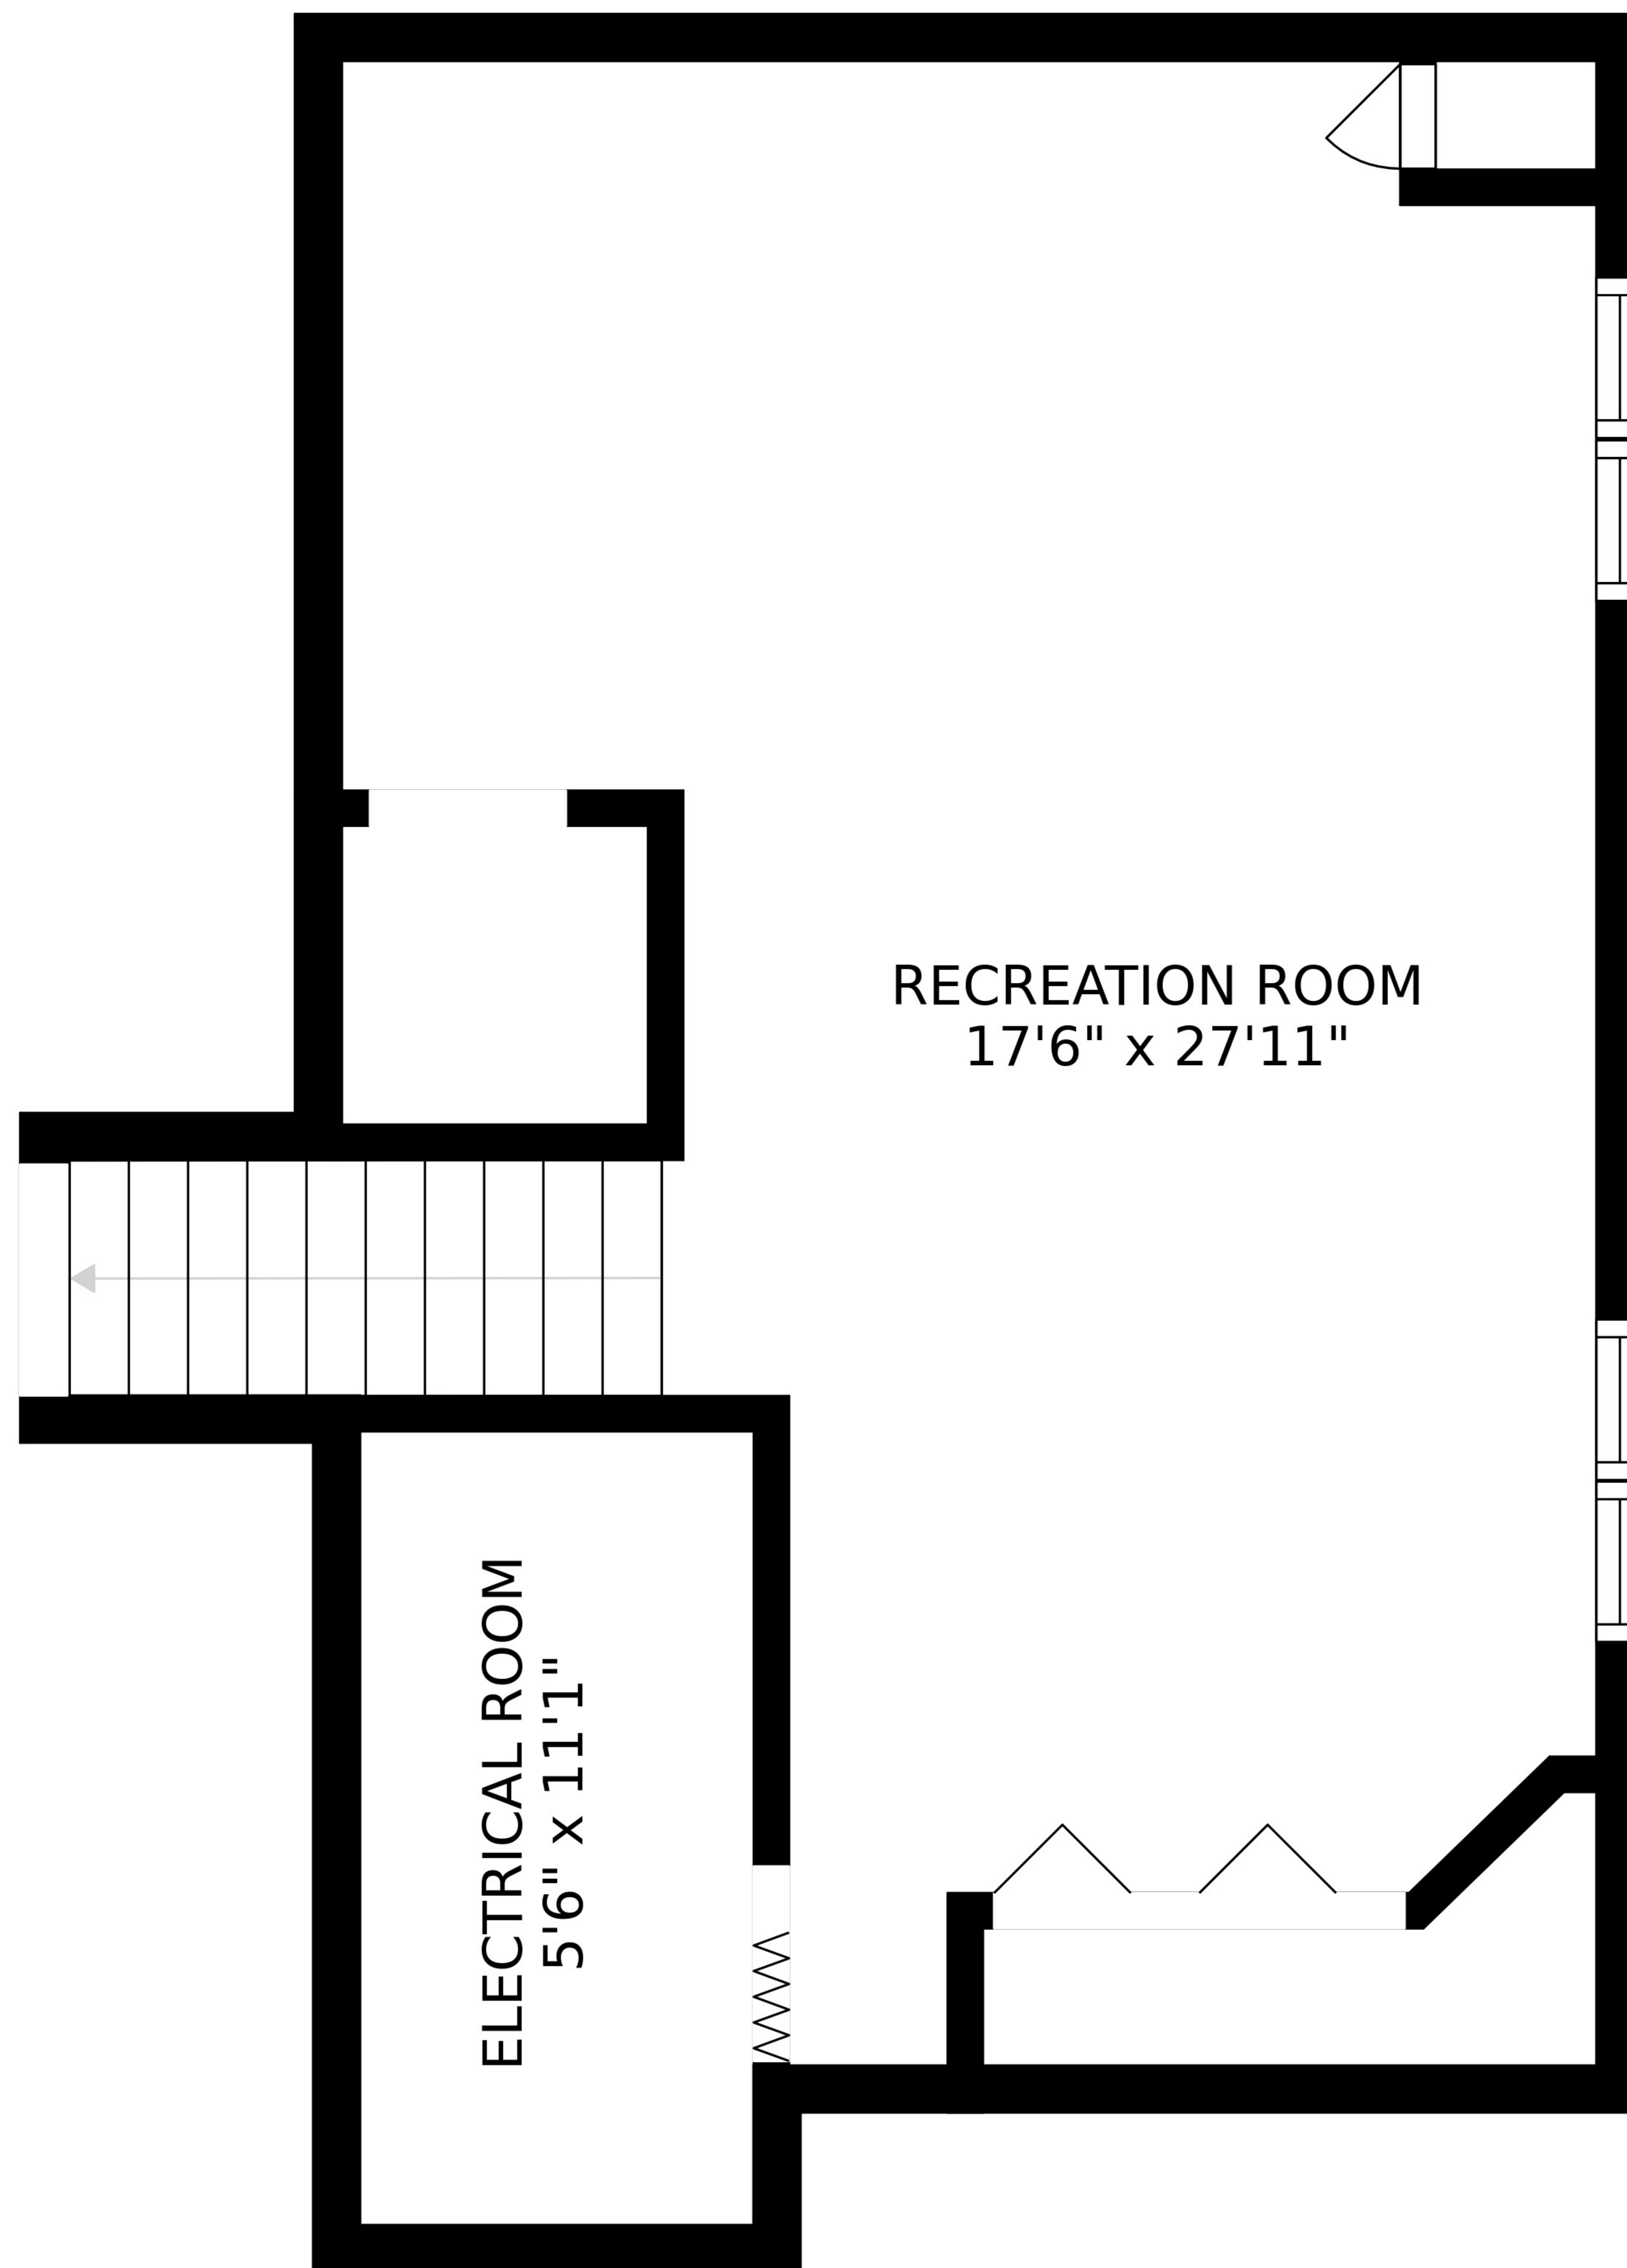 RECREATION ROOM
17'6" x 27'11"
ELECTRICAL ROOM
5'6" x 11'1"